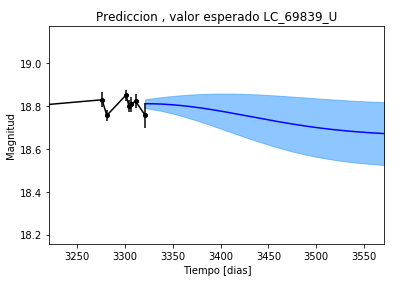 Prediccion , valor esperado LC_69839_U
19.0
18.8
18.6
18.4
18.2
Magnitud
3250 3300 3350 3400 3450 3500 3550
Tiempo [dias]